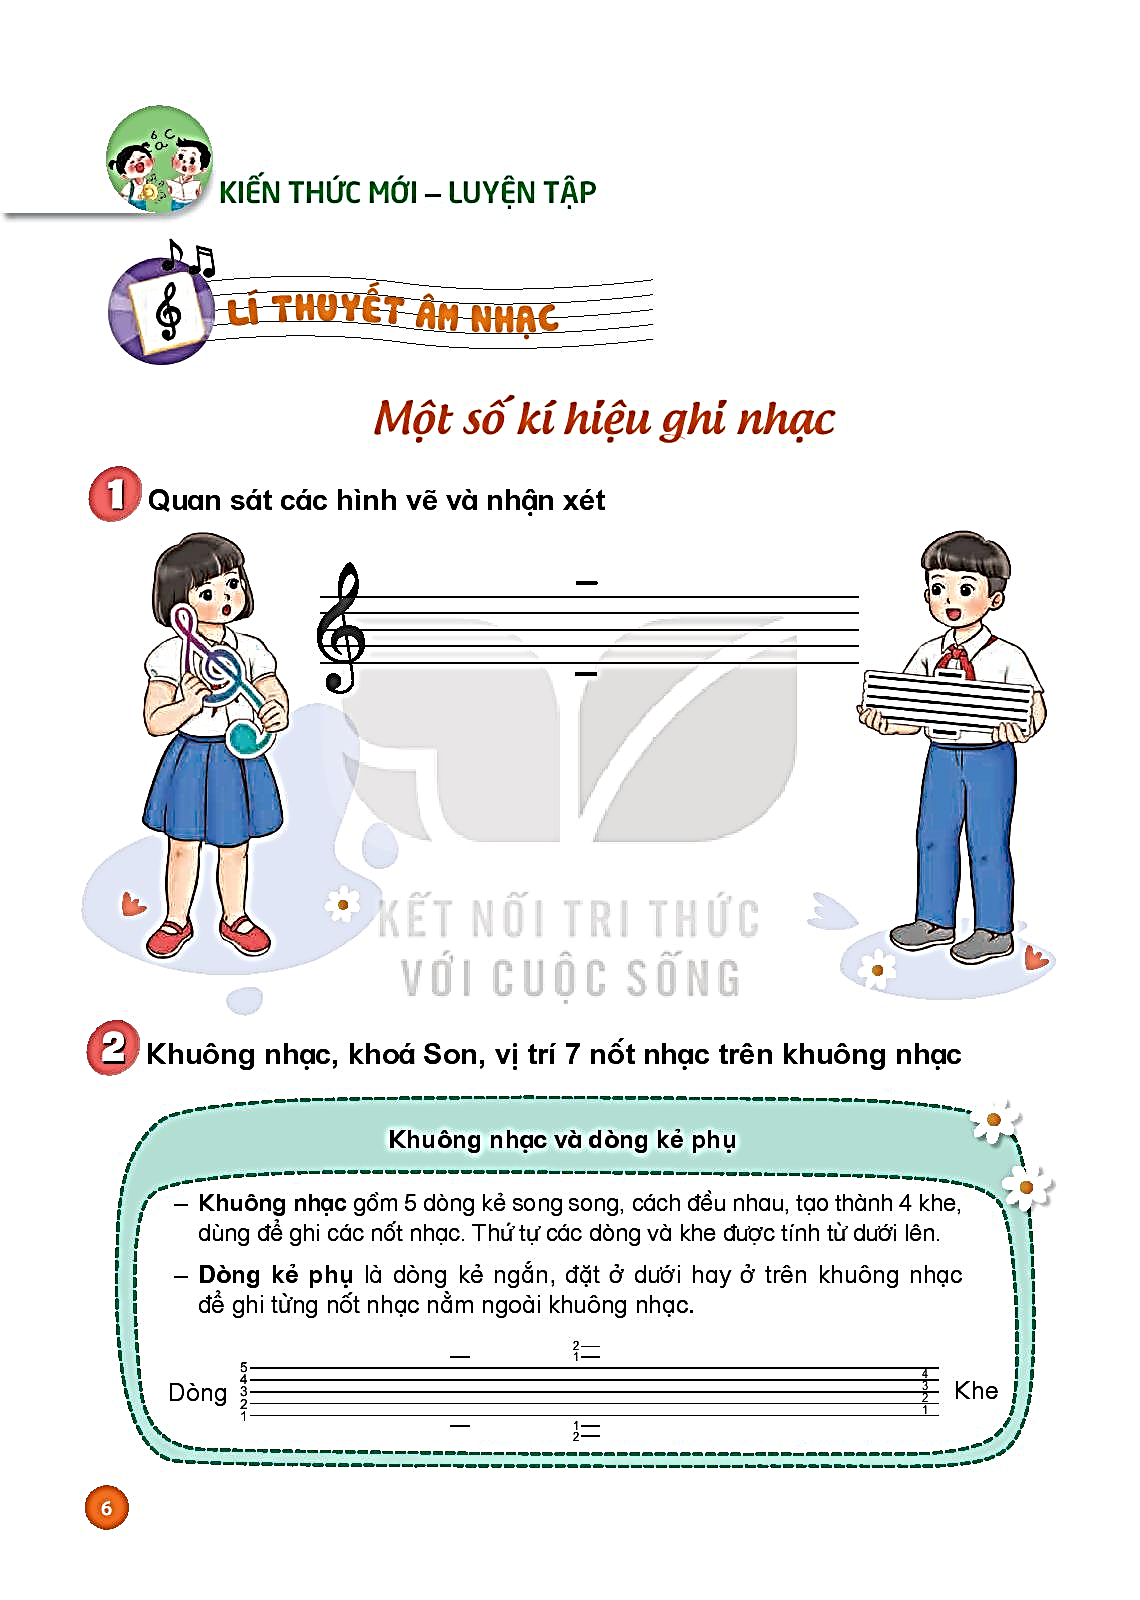 KIẾN THỨC MỚI – LUYỆN TẬP
LÍ THUYẾT ÂM NHẠC
Một số kí hiệu ghi nhạc
1 Quan sát các hình vẽ và nhận xét
KẾT NỐI TRI THỨC
VỚI CUỘC SỐNG
2 Khuông nhạc, khoá Son, vị trí 7 nốt nhạc trên khuông nhạc
Khuông nhạc và dòng kẻ phụ
– Khuông nhạc gồm 5 dòng kẻ song song, cách đều nhau, tạo thành 4 khe,
dùng để ghi các nốt nhạc. Thứ tự các dòng và khe được tính từ dưới lên.
– Dòng kẻ phụ là dòng kẻ ngắn, đặt ở dưới hay ở trên khuông nhạc
để ghi từng nốt nhạc nằm ngoài khuông nhạc.
2
1
5
4
3
2
1
Dòng
4
3
2
1
Khe
1
2
6